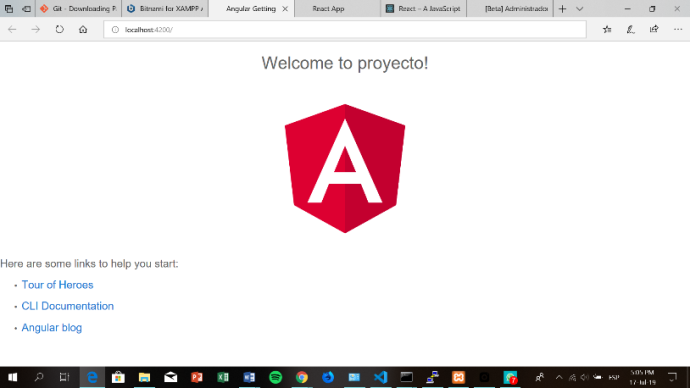 Git - Downloading P
Bitnami for XAMPP
Angular Getting
React App
React – A JavaScript
[Beta] Administrador
localhost:4200/
Welcome to proyecto!
A
Here are some links to help you start:
Tour of Heroes
CLI Documentation
Angular blog
ESP
5:05 PM
17-Jul-19